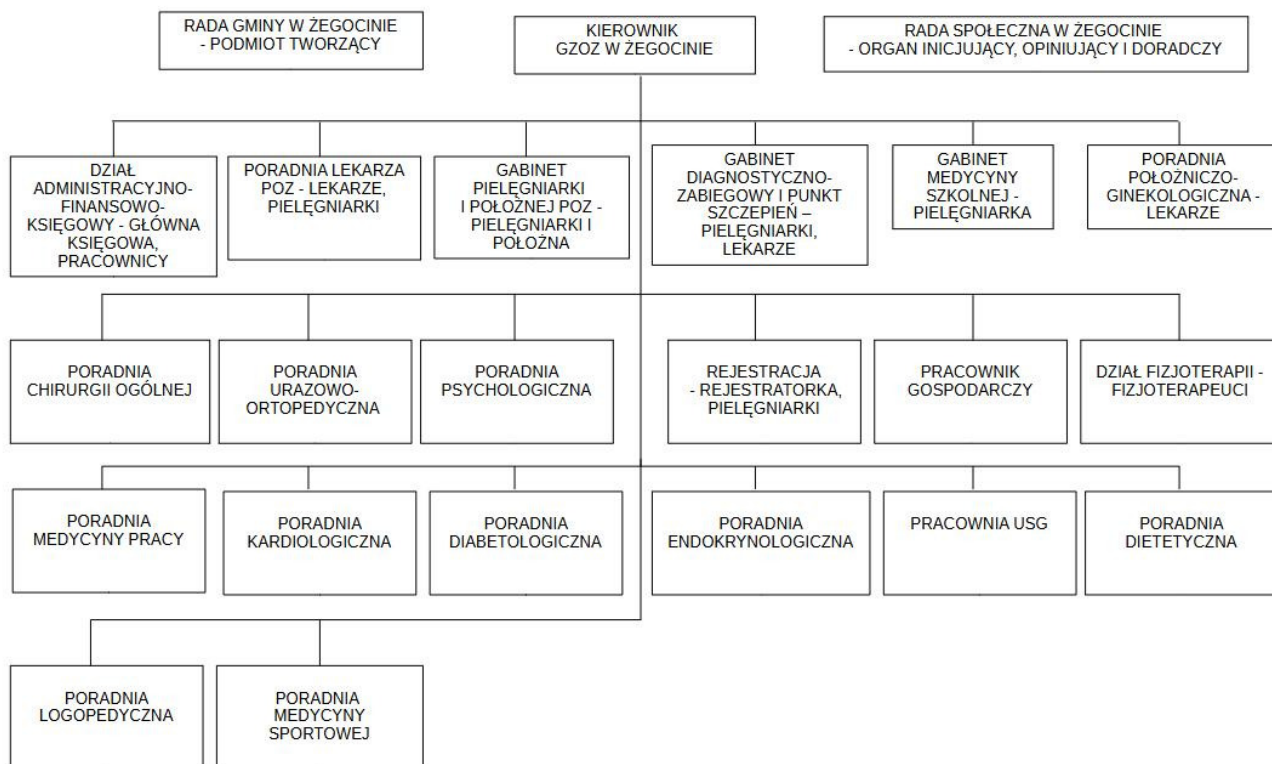 RADA GMINY W ŻEGOCINIE
- PODMIOT TWORZĄCY
KIEROWNIK
GZOZ W ŻEGOCINIE
RADA SPOŁECZNA W ŻEGOCINIE
- ORGAN INICJUJĄCY, OPINIUJĄCY I DORADCZY
DZIAŁ
ADMINISTRACYJNO-
FINANSOWO-
KSIĘGOWY - GŁÓWNA
KSIĘGOWA,
PRACOWNICY
PORADNIA LEKARZA
POZ - LEKARZE,
PIELĘGNIARKI
GABINET
PIELĘGNIARKI
I POŁOŻNEJ POZ -
PIELĘGNIARKI I
POŁOŻNA
GABINET
DIAGNOSTYCZNO-
ZABIEGOWY I PUNKT
SZCZEPIEŃ –
PIELĘGNIARKI,
LEKARZE
GABINET
MEDYCYNY
SZKOLNEJ -
PIELĘGNIARKA
PORADNIA
POŁOŻNICZO-
GINEKOLOGICZNA -
LEKARZE
PORADNIA
CHIRURGII OGÓLNEJ
PORADNIA
URAZOWO-
ORTOPEDYCZNA
PORADNIA
PSYCHOLOGICZNA
REJESTRACJA
- REJESTRATORKA,
PIELĘGNIARKI
PRACOWNIK
GOSPODARCZY
DZIAŁ FIZJOTERAPII -
FIZJOTERAPEUCI
PORADNIA
MEDYCYNY PRACY
PORADNIA
KARDIOLOGICZNA
PORADNIA
DIABETOLOGICZNA
PORADNIA
ENDOKRYNOLOGICZNA
PRACOWNIA USG
PORADNIA
DIETETYCZNA
PORADNIA
LOGOPEDYCZNA
PORADNIA
MEDYCYNY
SPORTOWEJ